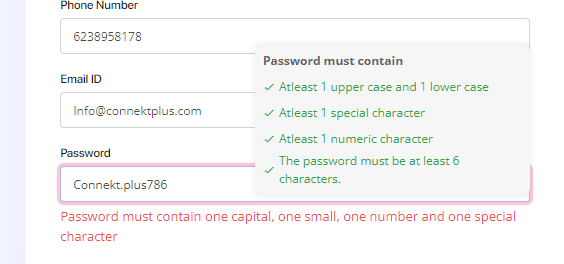 Phone Number
6238958178
Password must contain
Email ID
Atleast 1 upper case and 1 lower case
Info@connektplus.com
Atleast 1 special character
Atleast 1 numeric character
Password
The password must be at least 6
characters.
Connekt.plus786
Password must contain one capital, one small, one number and one special
character